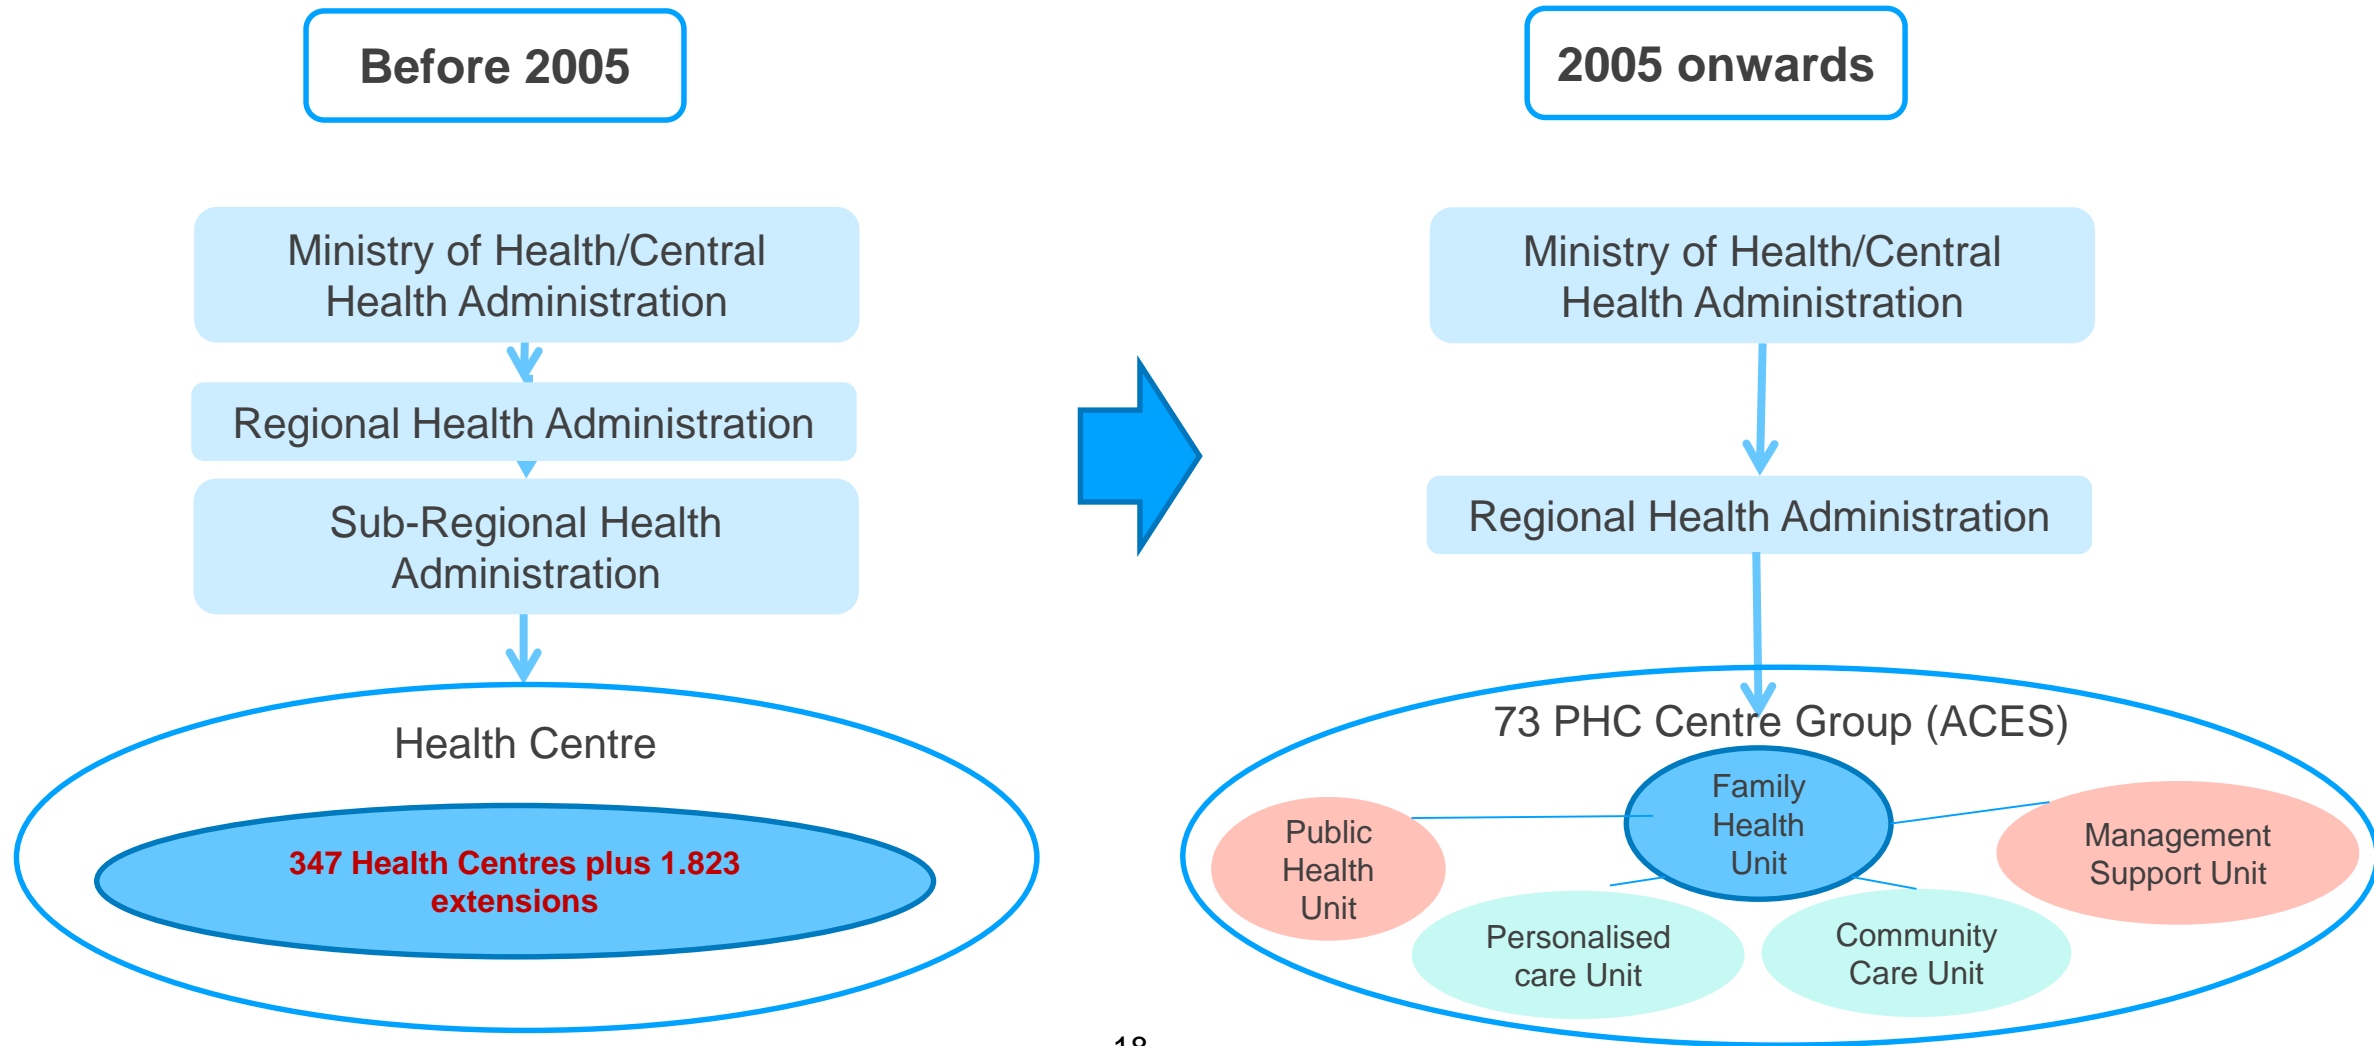 Before 2005
Ministry of Health/Central
Health Administration
Regional Health Administration
Sub-Regional Health
Administration
Health Centre
347 Health Centres plus 1.823
extensions
2005 onwards
Ministry of Health/Central
Health Administration
Regional Health Administration
73 PHC Centre Group (ACES)
Family
Health
Unit
Public
Health
Unit
Management
Support Unit
Personalised
care Unit
Community
Care Unit
18